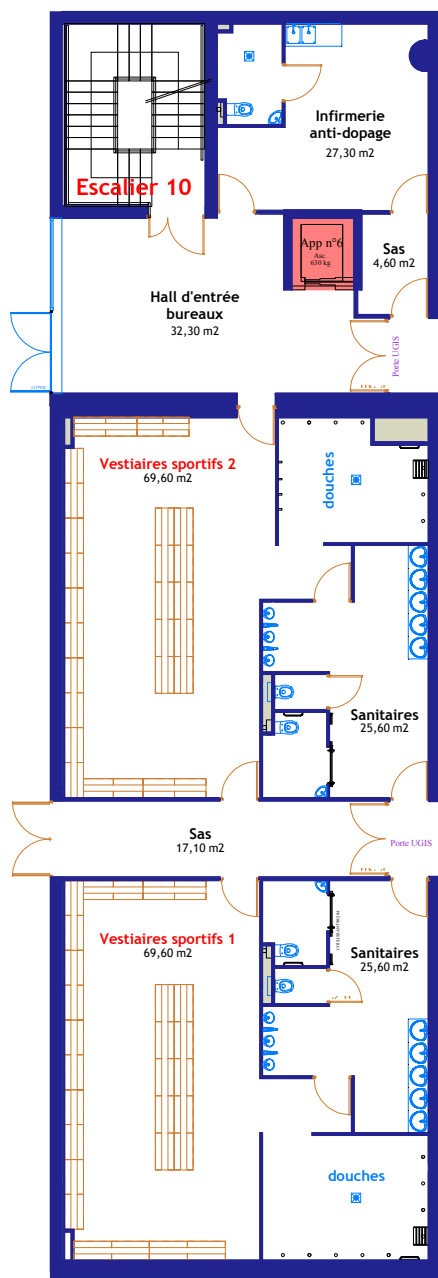 Infirmerie
anti-dopage
27,30 m2
Escalier 10
App n°6
Asc.
630 kg
Sas
4,60 m2
Hall d'entrée
bureaux
32,30 m2
Porte UGIS
Vestiaires sportifs 2
69,60 m2
douches
Sanitaires
25,60 m2
Sas
17,10 m2
Porte UGIS
Vestiaires sportifs 1
69,60 m2
Sanitaires
25,60 m2
douches